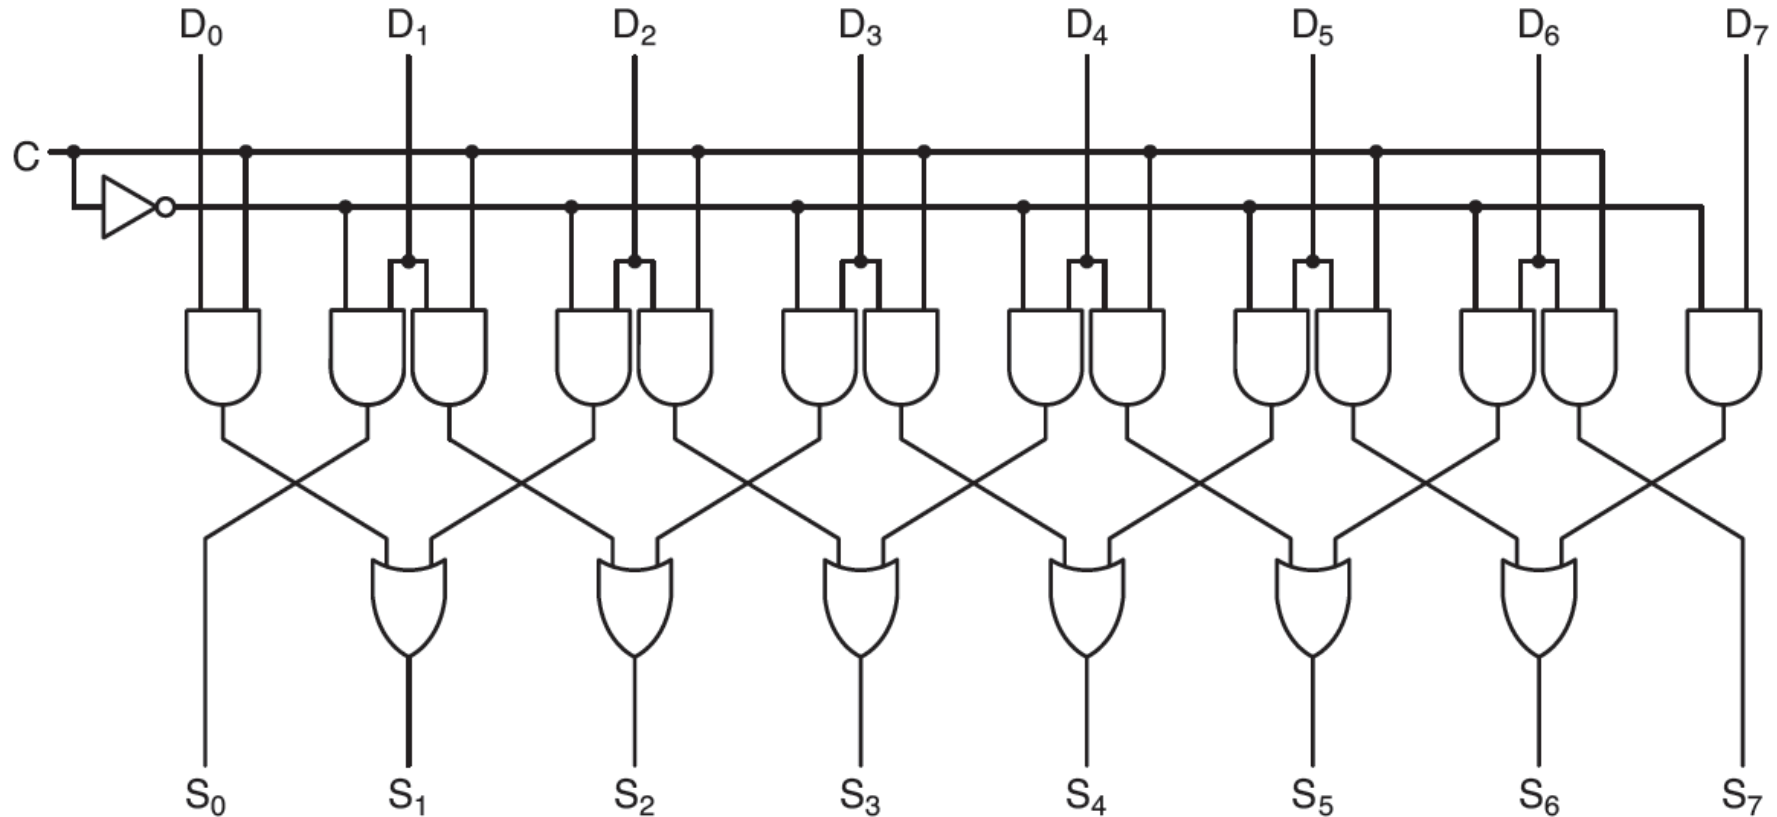 D₀ D₁ D₂ D₃ D₄ D₅ D₆ D₇
C
S₀ S₁ S₂ S₃ S₄ S₅ S₆ S₇